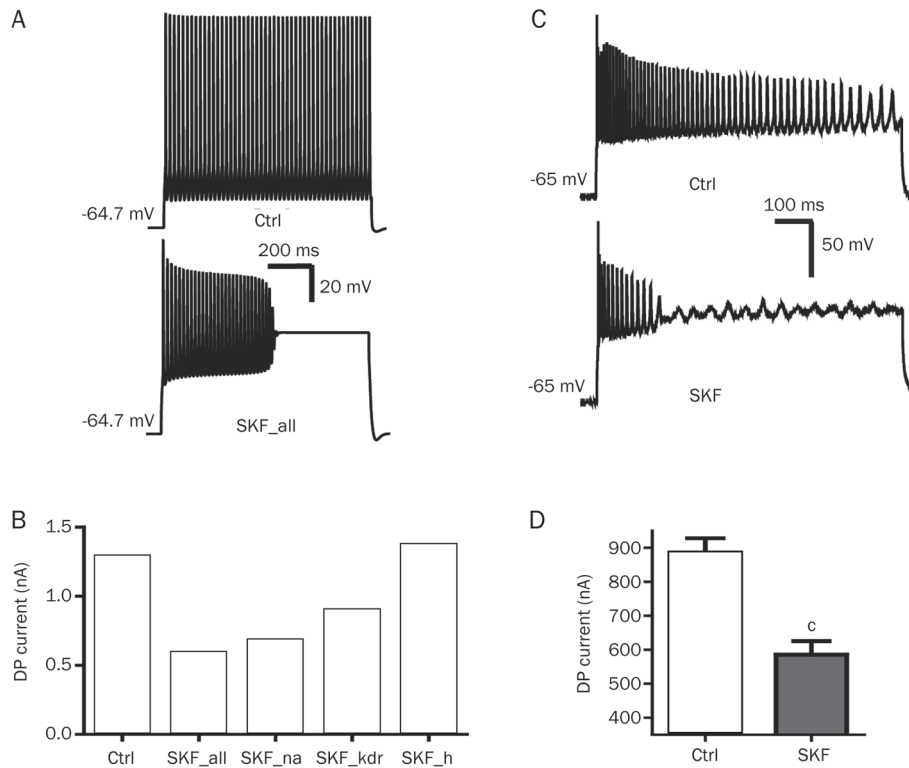 A
-64.7 mV
Ctrl
200 ms
20 mV
-64.7 mV
SKF_all
C
-65 mV
Ctrl
100 ms
50 mV
-65 mV
SKF
B
DP current (nA)
1.5
1.0
0.5
0.0
Ctrl SKF_all SKF_na SKF_kdr SKF_h
D
DP current (nA)
900
800
700
600
500
400
c
Ctrl SKF